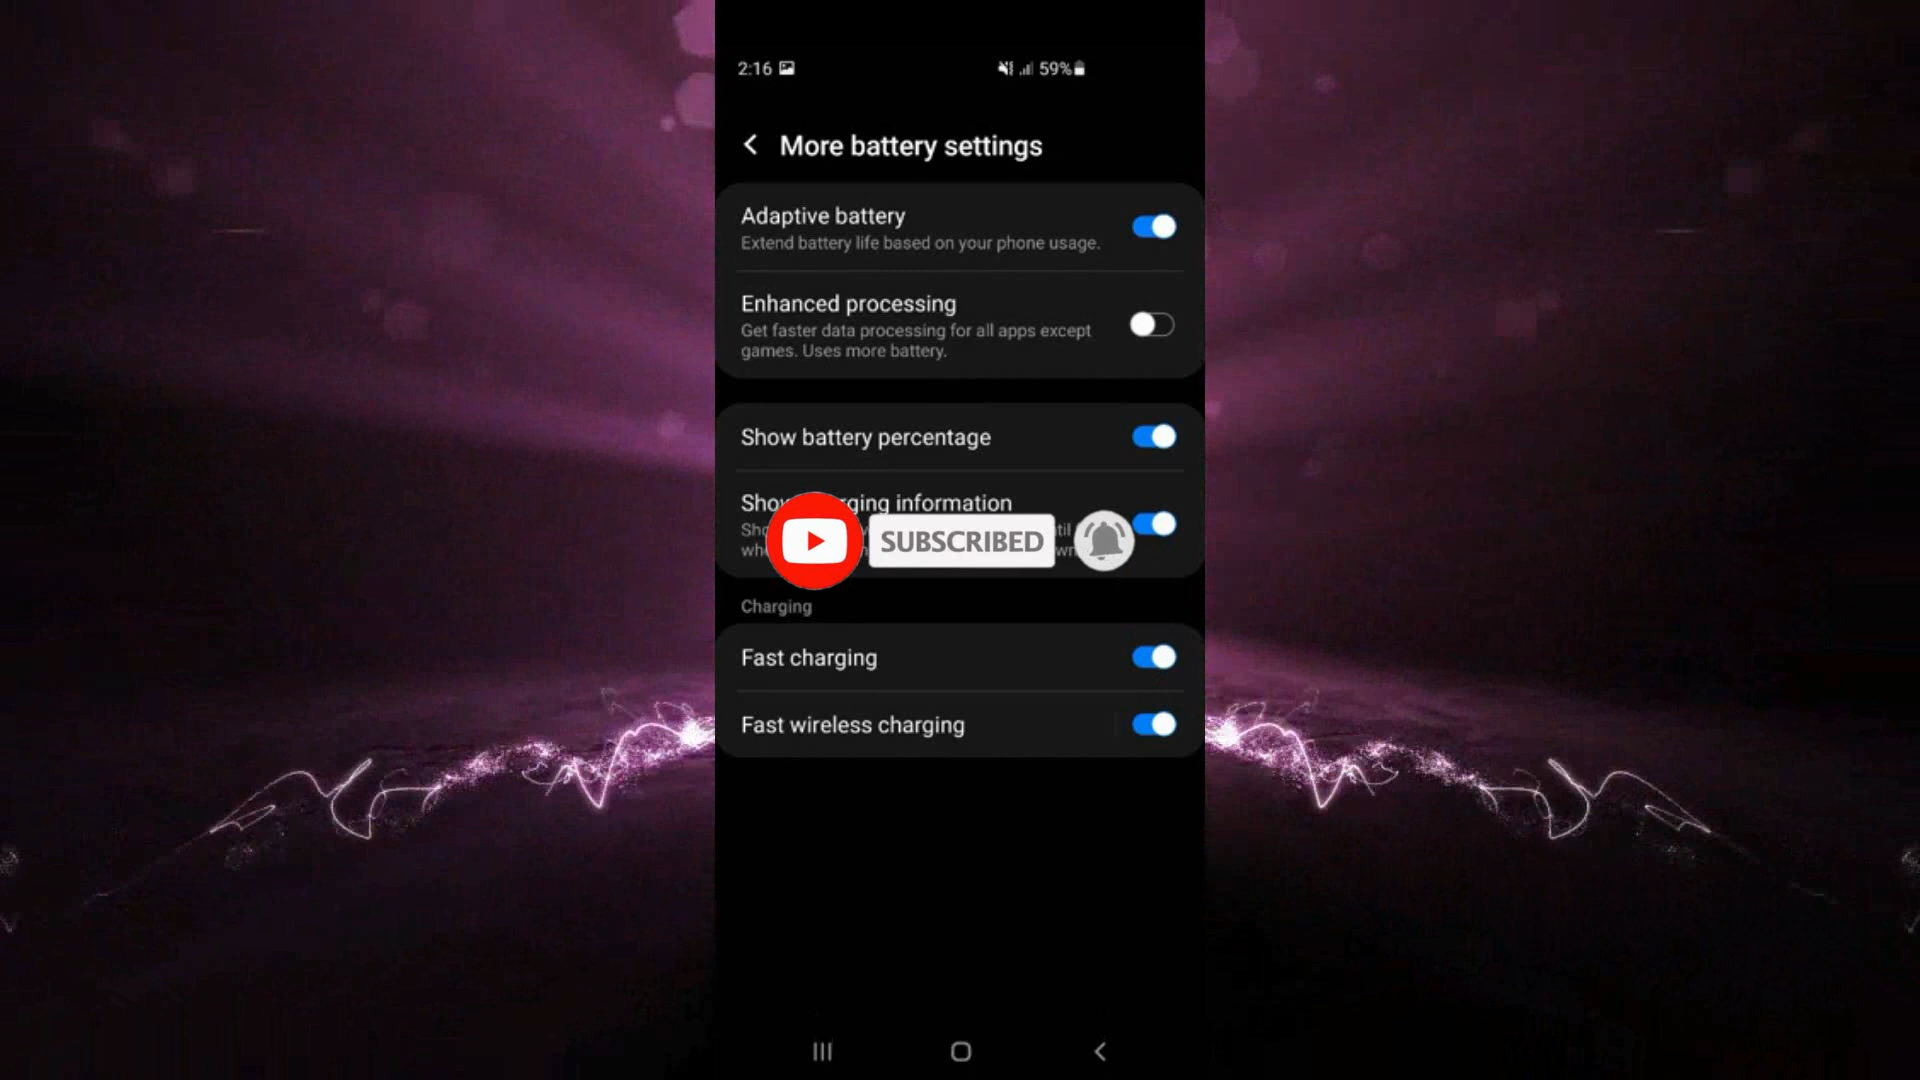 2:16 59%
More battery settings
Adaptive battery
Extend battery life based on your phone usage.
Enhanced processing
Get faster data processing for all apps except
games. Uses more battery.
Show battery percentage
information
SUBSCRIBED
Charging
Fast charging
Fast wireless charging